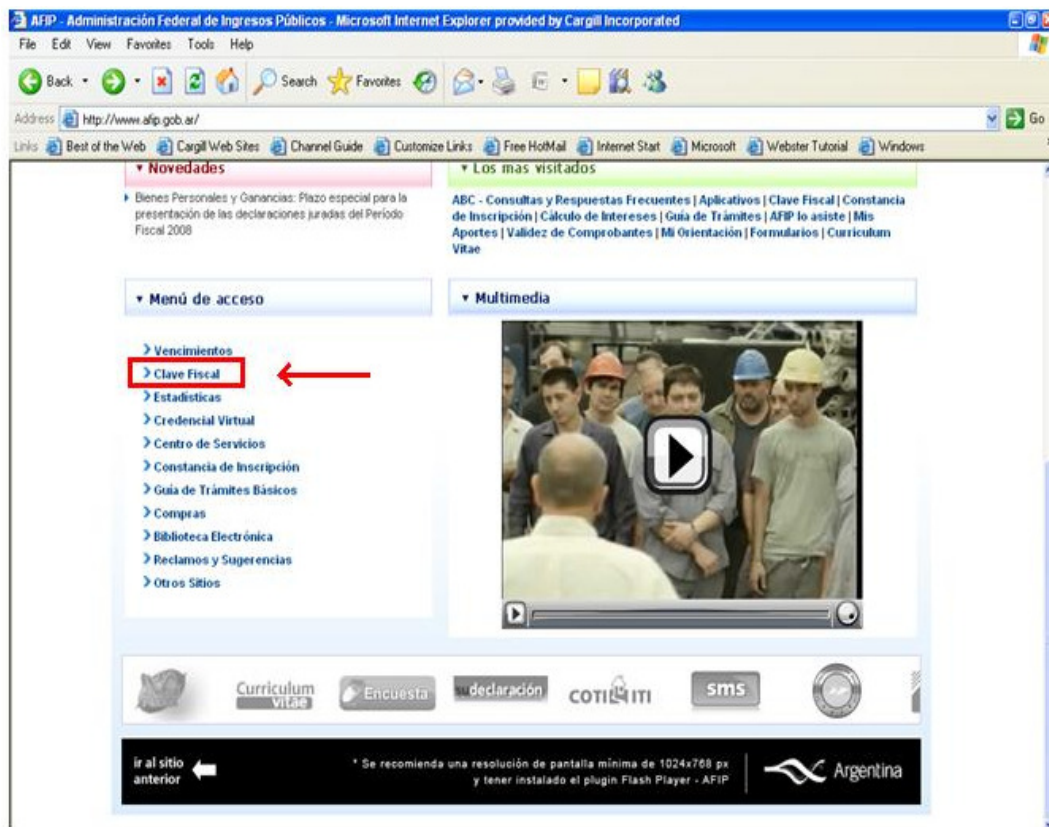 AFIP - Administración Federal de Ingresos Públicos - Microsoft Internet Explorer provided by Cargill Incorporated
File Edit View Favorites Tools Help
Back Search Favorites
Address http://www.afip.gob.ar/ Go
Links Best of the Web Cargill Web Sites Channel Guide Customize Links Free HotMail Internet Start Microsoft Webster Tutorial Windows
Novedades
Bienes Personales y Ganancias: Plazo especial para la
presentación de las declaraciones juradas del Período
Fiscal 2008
Los mas visitados
ABC - Consultas y Respuestas Frecuentes | Aplicativos | Clave Fiscal | Constancia
de Inscripción | Cálculo de Intereses | Guía de Trámites | AFIP lo asiste | Mis
Aportes | Validez de Comprobantes | Mi Orientación | Formularios | Curriculum
Vitae
Menú de acceso
Vencimientos
Clave Fiscal
Estadísticas
Credencial Virtual
Centro de Servicios
Constancia de Inscripción
Guía de Trámites Básicos
Compras
Biblioteca Electrónica
Reclamos y Sugerencias
Otros Sitios
Multimedia
Curriculum
vitae
Encuesta
su declaración
sms
ir al sitio
anterior
* Se recomienda una resolución de pantalla mínima de 1024x768 px
y tener instalado el plugin Flash Player - AFIP
Argentina